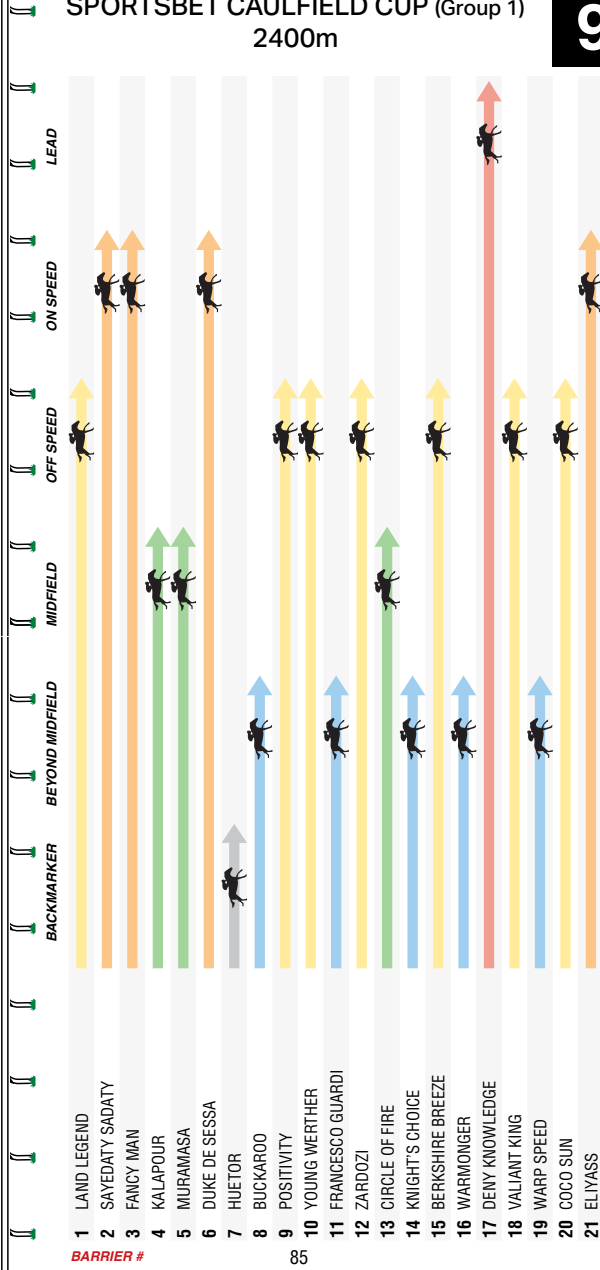 SPORTSBET CAULFIELD CUP (Group 1)
2400m
9
LEAD
ON SPEED
OFF SPEED
MIDFIELD
BEYOND MIDFIELD
BACKMARKER
1 LAND LEGEND
2 SAYEDATY SADATY
3 FANCY MAN
4 KALAPOUR
5 MURAMASA
6 DUKE DE SESSA
7 HUETOR
8 BUCKAROO
9 POSITIVITY
10 YOUNG WERTHER
11 FRANCESCO GUARDI
12 ZARDOZI
13 CIRCLE OF FIRE
14 KNIGHT'S CHOICE
15 BERKSHIRE BREEZE
16 WARMONGER
17 DENY KNOWLEDGE
18 VALIANT KING
19 WARP SPEED
20 COCO SUN
21 ELIYASS
BARRIER #
85